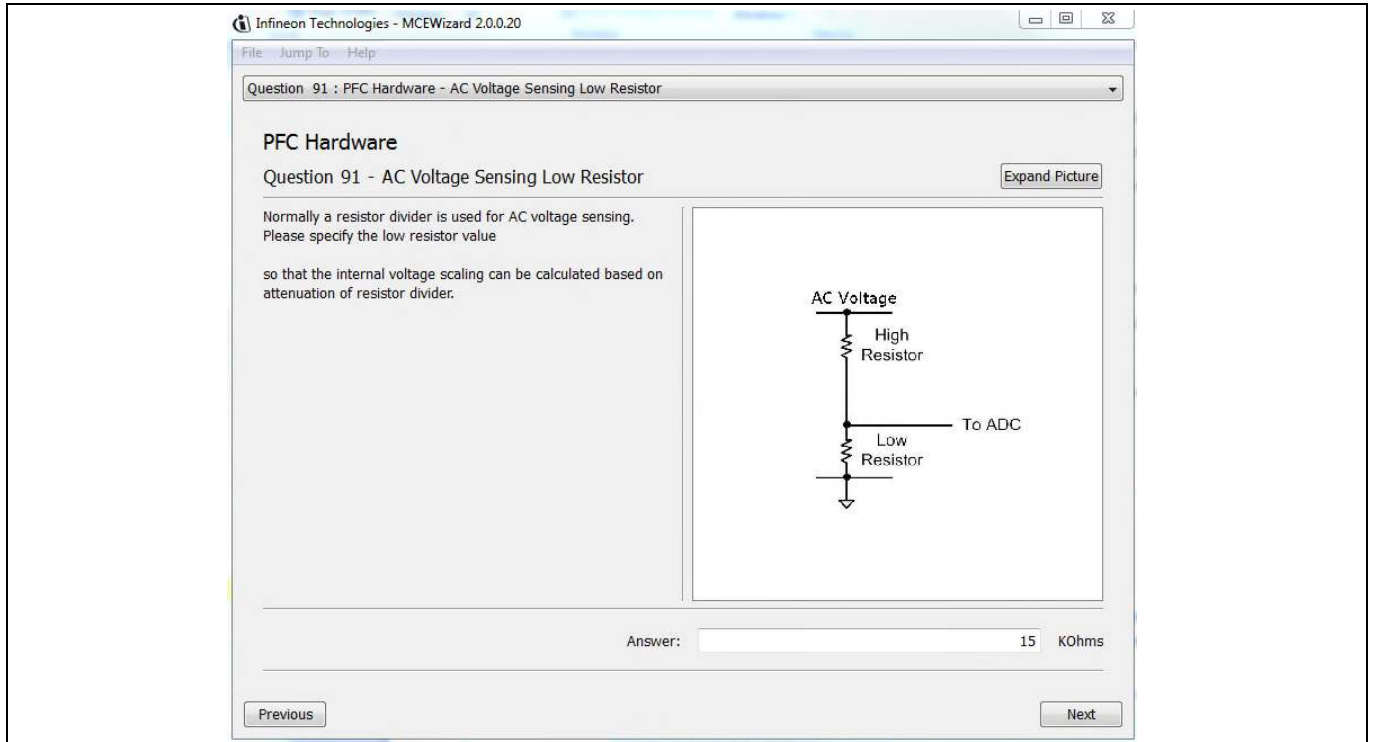 Infineon Technologies - MCEWizard 2.0.0.20
File Jump To Help
Question 91 : PFC Hardware - AC Voltage Sensing Low Resistor
PFC Hardware
Question 91 - AC Voltage Sensing Low Resistor
Expand Picture
Normally a resistor divider is used for AC voltage sensing.
Please specify the low resistor value
so that the internal voltage scaling can be calculated based on
attenuation of resistor divider.
AC Voltage
High
Resistor
To ADC
Low
Resistor
Answer: 15 KOhms
Previous Next